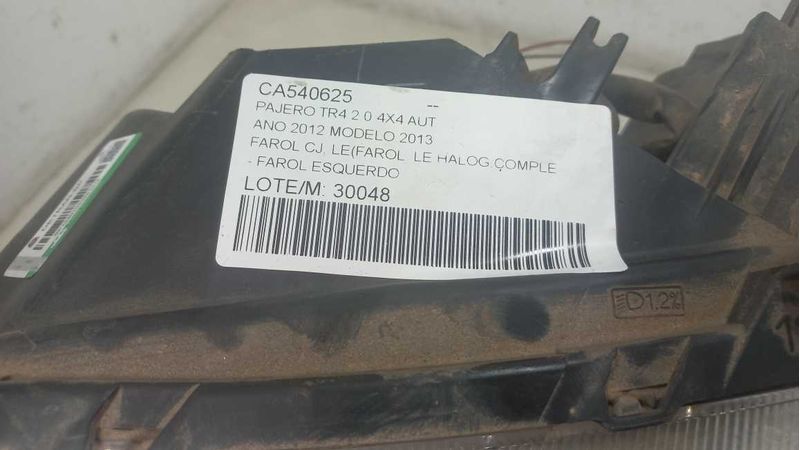 CA540625 --
PAJERO TR4 2 0 4X4 AUT
ANO 2012 MODELO 2013
FAROL CJ. LE(FAROL LE HALOG.COMPLE
- FAROL ESQUERDO
LOTE/M: 30048
D1.2%